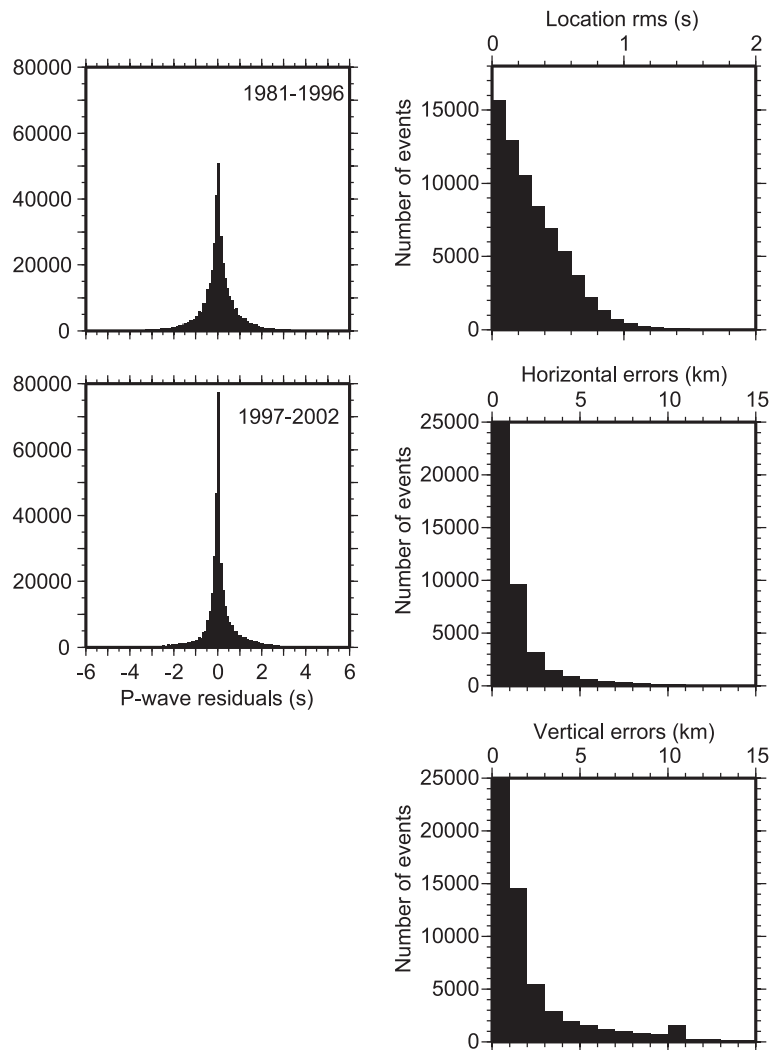 80000
60000
40000
20000
0
1981-1996
80000
60000
40000
20000
0
1997-2002
-6 -4 -2 0 2 4 6
P-wave residuals (s)
Location rms (s)
0 1 2
15000
10000
5000
0
Number of events
Horizontal errors (km)
0 5 10 15
25000
20000
15000
10000
5000
0
Number of events
Vertical errors (km)
0 5 10 15
25000
20000
15000
10000
5000
0
Number of events